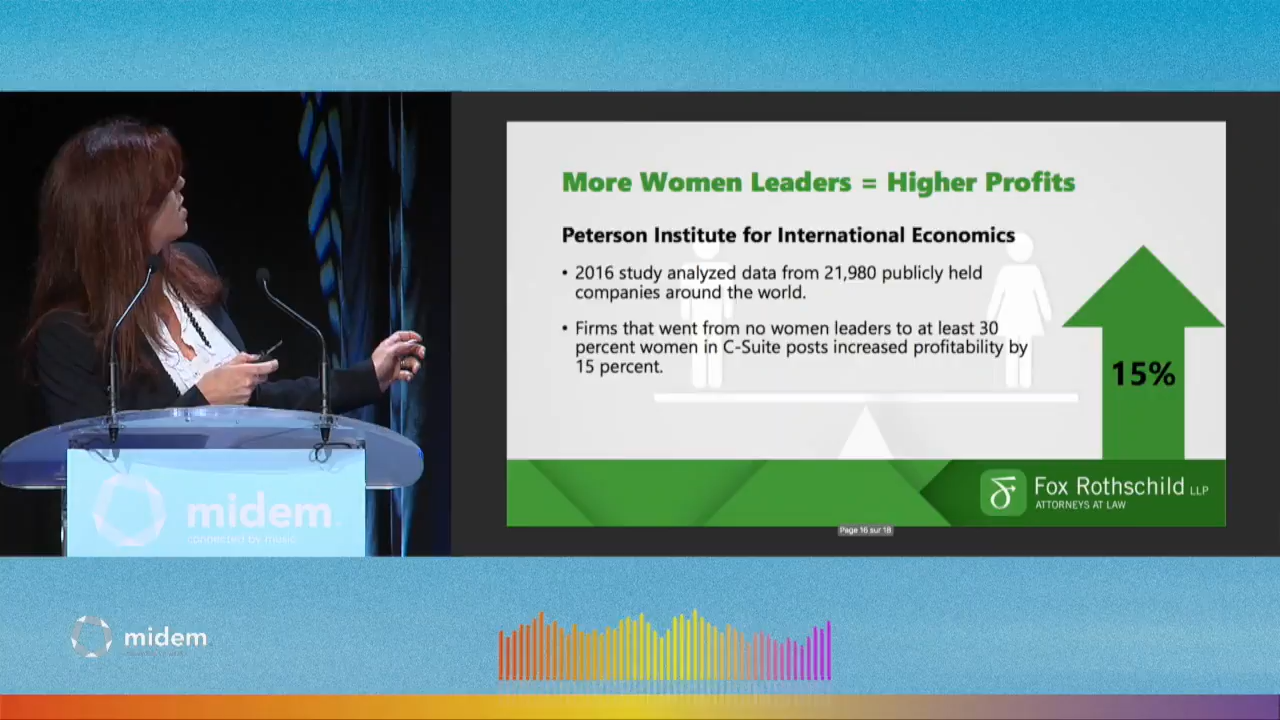 More Women Leaders = Higher Profits
Peterson Institute for International Economics
• 2016 study analyzed data from 21,980 publicly held
companies around the world.
• Firms that went from no women leaders to at least 30
percent women in C-Suite posts increased profitability by
15 percent.
15%
Fox Rothschild LLP
ATTORNEYS AT LAW
Page 16 sur 18
midem
connected by music
midem